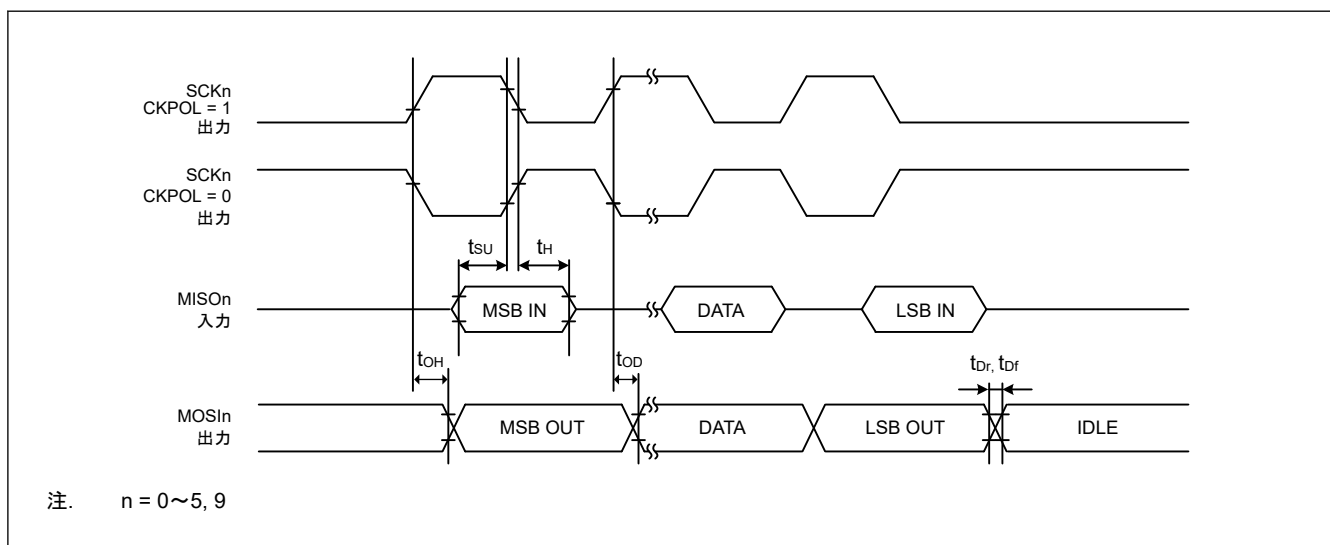 SCKn
CKPOL = 1
出力
SCKn
CKPOL = 0
出力
tSU
tH
MISOn
入力
MSB IN
DATA
LSB IN
tOH
tOD
tDr, tDf
MOSIn
出力
MSB OUT
DATA
LSB OUT
IDLE
注. n = 0～5, 9